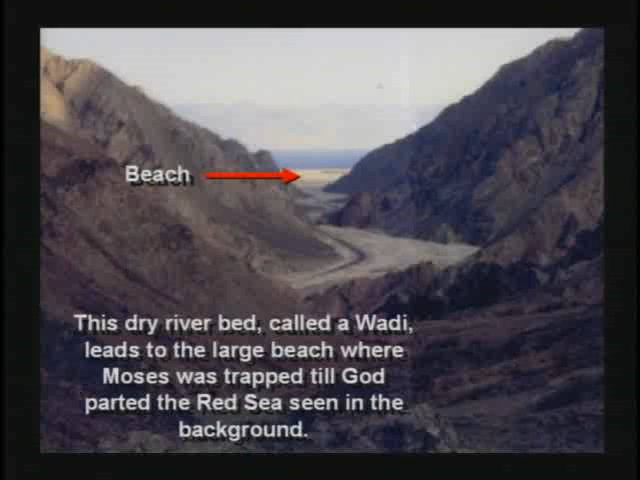 Beach
This dry river bed, called a Wadi,
leads to the large beach where
Moses was trapped till God
parted the Red Sea seen in the
background.